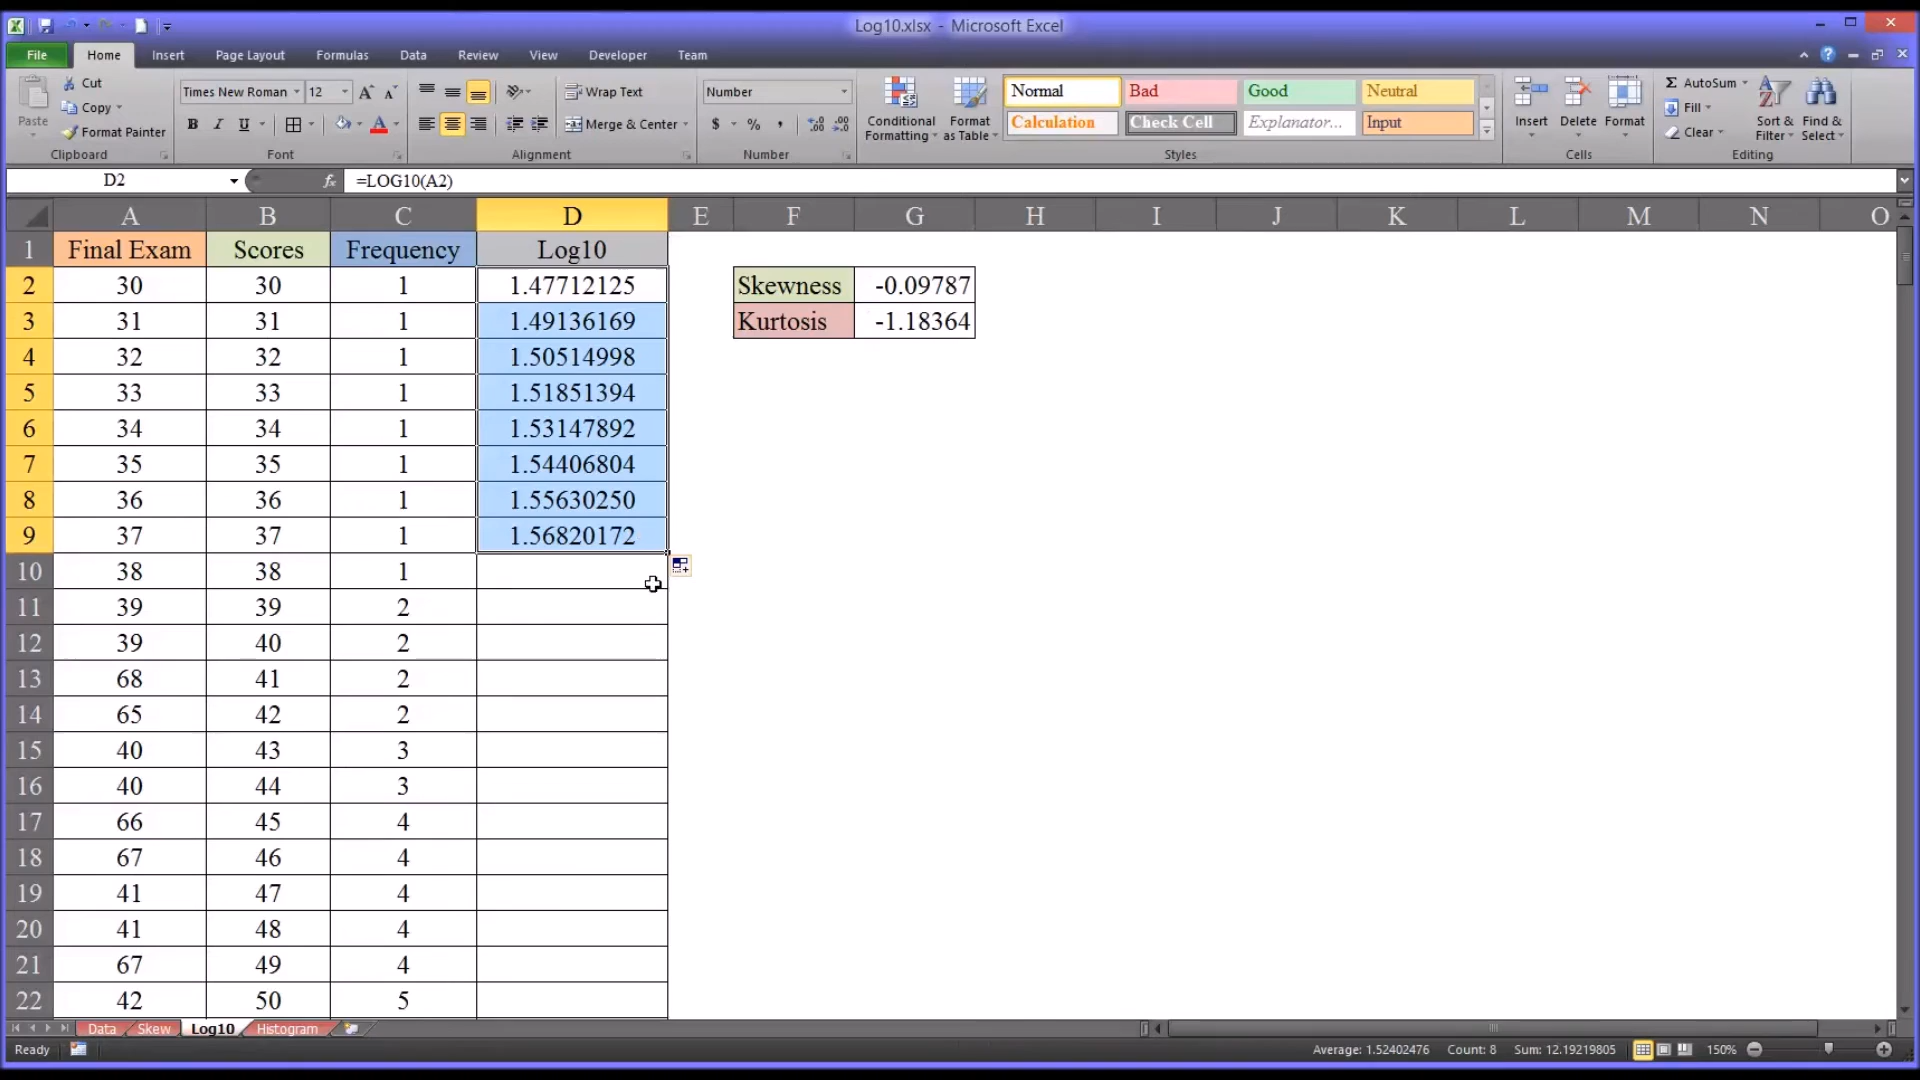 Log10.xlsx - Microsoft Excel
File Home Insert Page Layout Formulas Data Review View Developer Team
Paste
Cut
Copy
Format Painter
Clipboard
Times New Roman 12
B I U
Font
Wrap Text
Merge & Center
Alignment
Number
$ % ,
Number
Conditional Formatting
Format as Table
Normal Bad Good Neutral
Calculation Check Cell Explanator... Input
Styles
Insert Delete Format
Cells
Σ AutoSum
Fill
Clear
Sort & Filter
Find & Select
Editing
D2 fx =LOG10(A2)
A B C D E F G H I J K L M N O
1 Final Exam Scores Frequency Log10
2 30 30 1 1.47712125 Skewness -0.09787
3 31 31 1 1.49136169 Kurtosis -1.18364
4 32 32 1 1.50514998
5 33 33 1 1.51851394
6 34 34 1 1.53147892
7 35 35 1 1.54406804
8 36 36 1 1.55630250
9 37 37 1 1.56820172
10 38 38 1
11 39 39 2
12 39 40 2
13 68 41 2
14 65 42 2
15 40 43 3
16 40 44 3
17 66 45 4
18 67 46 4
19 41 47 4
20 41 48 4
21 67 49 4
22 42 50 5
Data Skew Log10 Histogram
Ready Average: 1.52402476 Count: 8 Sum: 12.19219805 150%